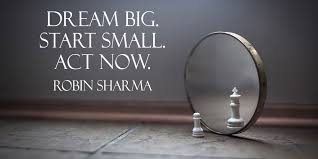 DREAM BIG.
START SMALL.
ACT NOW.
ROBIN SHARMA